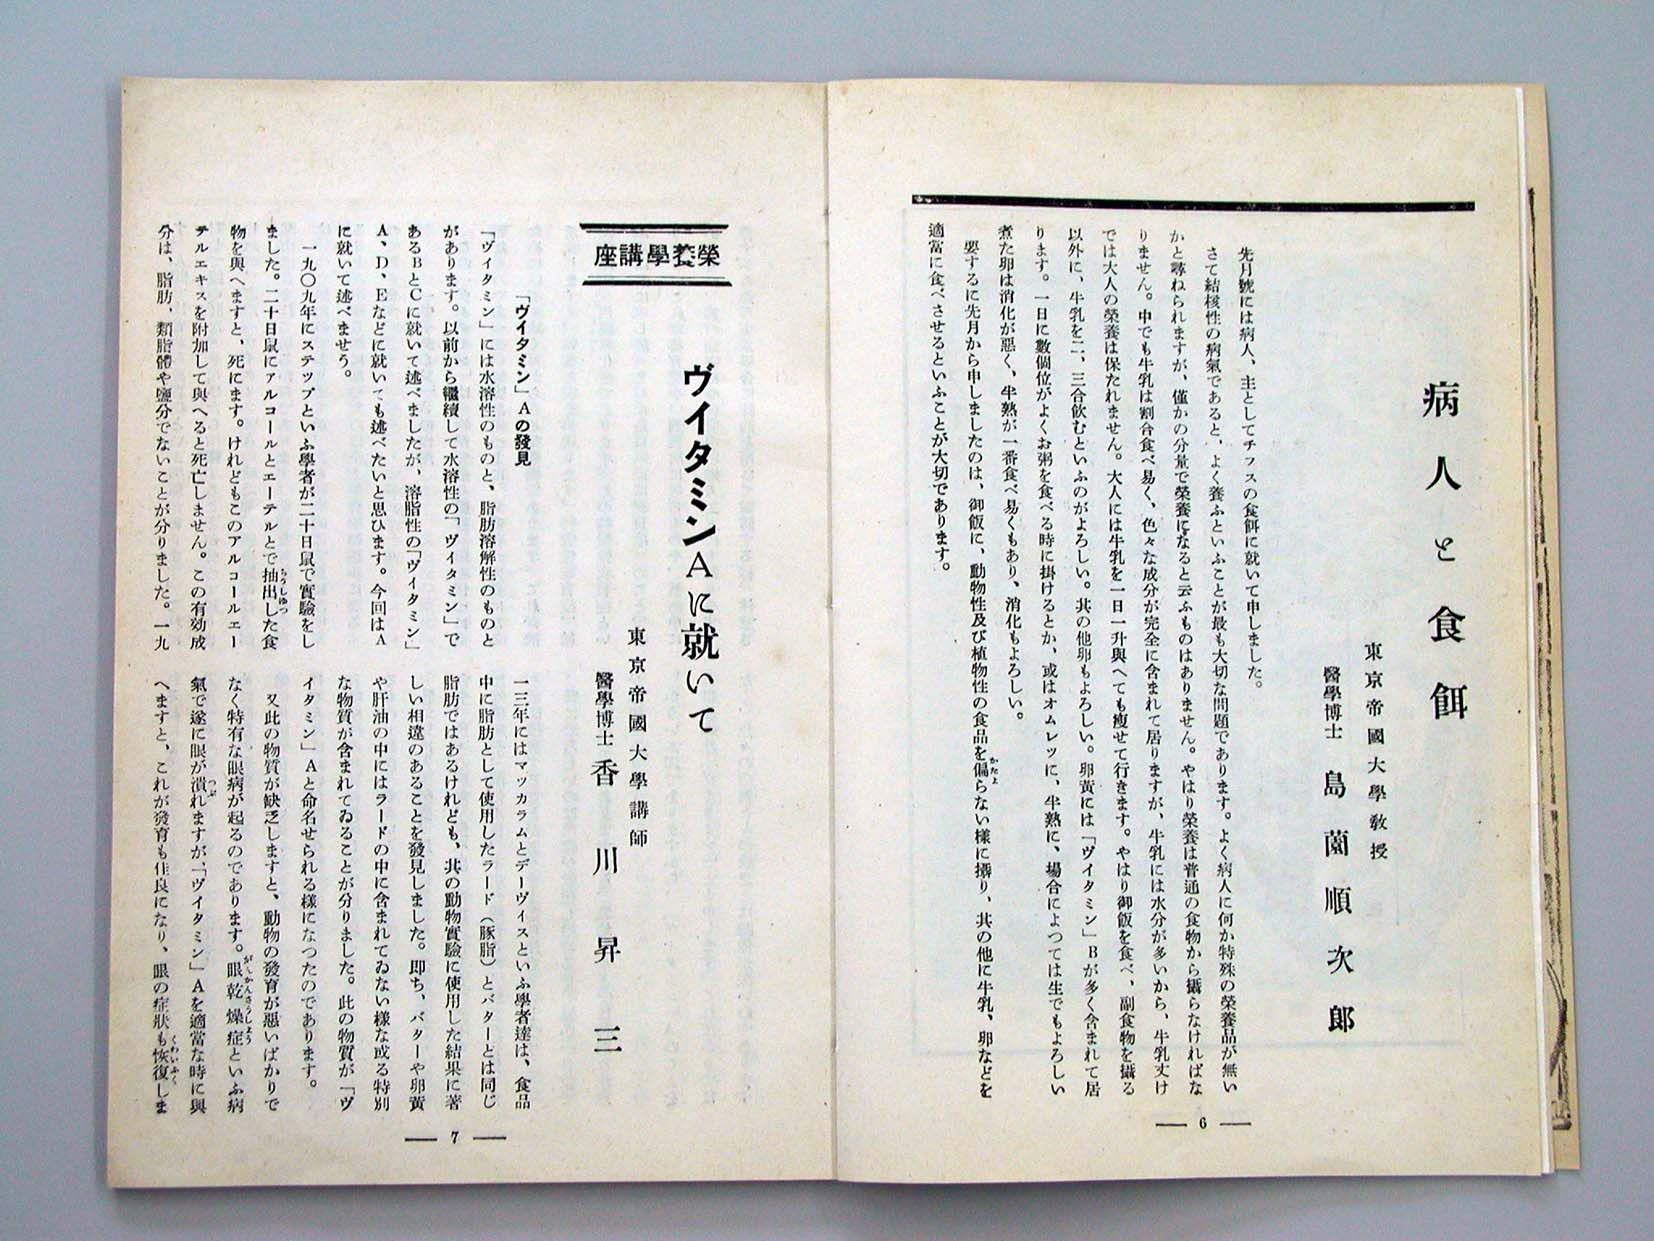 病人と食餌
東京帝國大學教授
醫學博士 島薗順次郎
先月號には病人、主としてチフスの食餌に就いて申しました。
さて結核性の病氣であると、よく養ふといふことが最も大切な問題であります。よく病人に何か特殊の榮養品が無い
かと尋ねられますが、僅かの分量で榮養になると云ふものはありません。やはり榮養は普通の食物から攝らなければな
りません。中でも牛乳は割合食べ易く、色々な成分が完全に含まれて居りますが、牛乳には水分が多いから、牛乳丈け
では大人の榮養は保たれません。大人には牛乳を一日一升與へても瘦せて行きます。やはり御飯を食べ、副食物を攝る
以外に、牛乳を二、三合飲むといふのがよろしい。其の他卵もよろしい。卵黃には「ヴイタミン」Bが多く含まれて居
ります。一日に數個位がよくお粥を食べる時に掛けるとか、或はオムレツに、半熟に、場合によつては生でもよろしい
煮た卵は消化が悪く、半熟が一番食べ易くもあり、消化もよろしい。
要するに先月から申しましたのは、御飯に、動物性及び植物性の食品を偏らない樣に攝り、其の他に牛乳、卵などを
適當に食べさせるといふことが大切であります。
— 6 —
榮養學講座
ヴイタミンAに就いて
東京帝國大學講師
醫學博士 香川昇三
「ヴイタミン」Aの發見
「ヴイタミン」には水溶性のものと、脂肪溶解性のものと
があります。以前から繼續して水溶性の「ヴイタミン」で
あるBとCに就いて述べましたが、溶脂性の「ヴイタミン」
A、D、Eなどに就いても述べたいと思ひます。今回はA
に就いて述べませう。
一九〇九年にステツプといふ學者が二十日鼠で實驗をし
ました。二十日鼠にアルコールとエーテルとで抽出した食
物を與へますと、死にます。けれどもこのアルコールエー
テルエキスを附加して與へると死亡しません。この有効成
分は、脂肪、類脂體や鹽分でないことが分りました。一九
一三年にはマツカラムとデーヴイスといふ學者達は、食品
中に脂肪として使用したラード(豚脂)とバターとは同じ
脂肪ではあるけれども、其の動物實驗に使用した結果に著
しい相違のあることを發見しました。即ち、バターや卵黃
や肝油の中にはラードの中に含まれてゐない樣な或る特別
な物質が含まれてゐることが分りました。此の物質が「ヴ
イタミン」Aと命名せられる樣になつたのであります。
又此の物質が缺乏しますと、動物の發育が悪いばかりで
なく特有な眼病が起るのであります。眼乾燥症といふ病
氣で遂に眼が潰れますが、「ヴイタミン」Aを適當な時に與
へますと、これが發育も佳良になり、眼の症狀も恢復しま
— 7 —